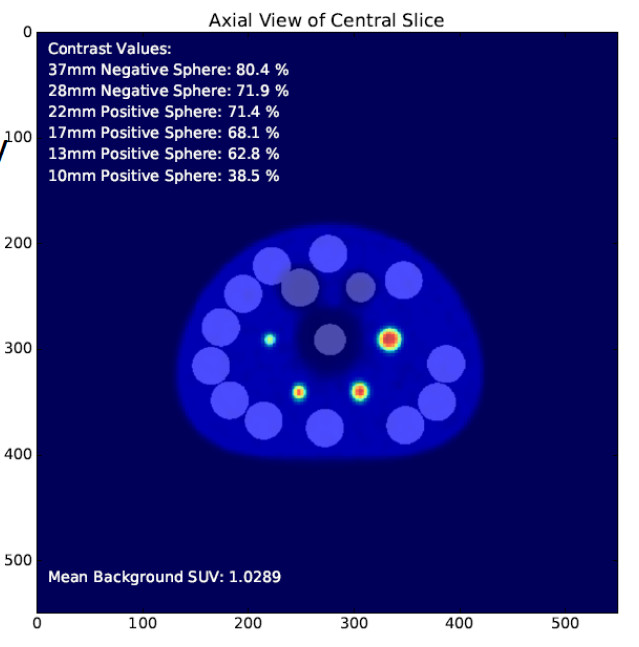 Axial View of Central Slice
0
Contrast Values:
37mm Negative Sphere: 80.4 %
28mm Negative Sphere: 71.9 %
22mm Positive Sphere: 71.4 %
17mm Positive Sphere: 68.1 %
13mm Positive Sphere: 62.8 %
10mm Positive Sphere: 38.5 %
100
200
300
400
500
Mean Background SUV: 1.0289
0 100 200 300 400 500